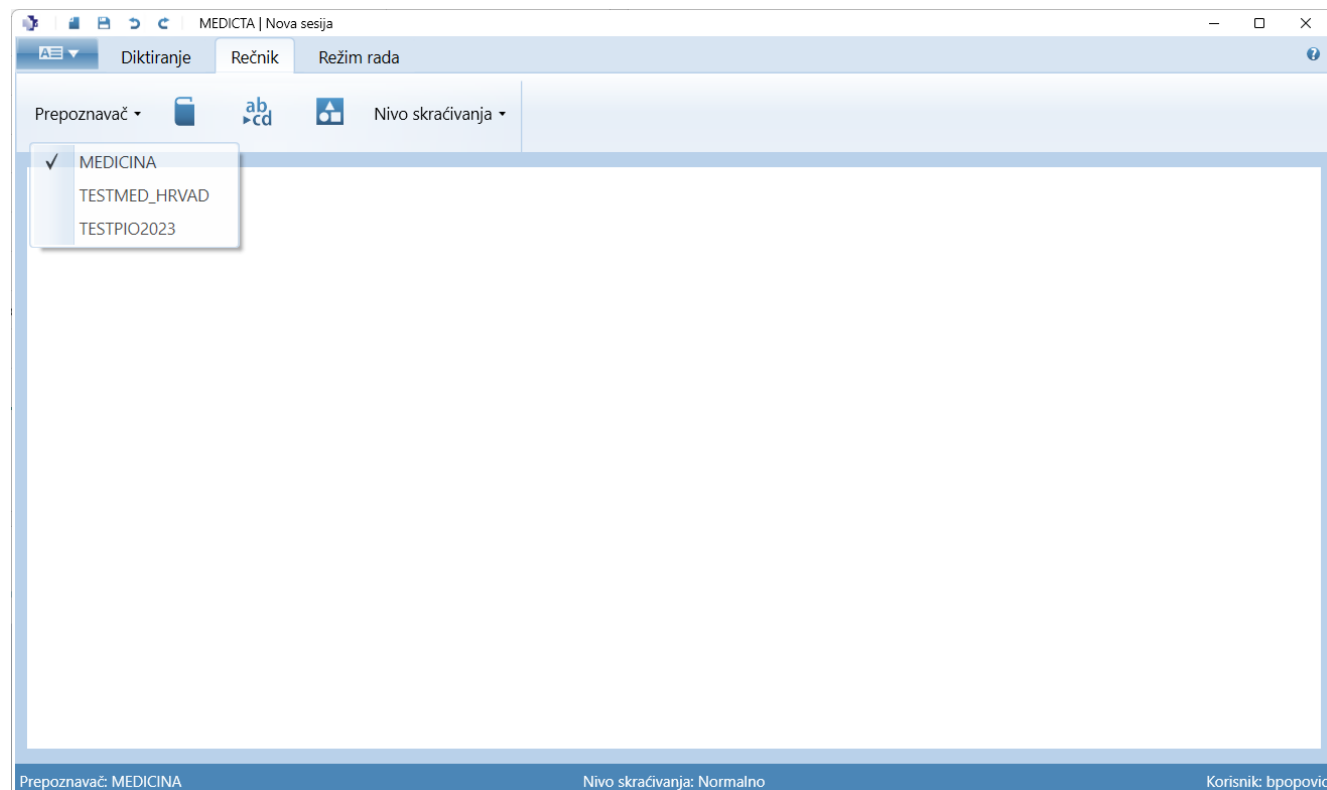 MEDICTA | Nova sesija
A
Diktiranje Rečnik Režim rada
Prepoznavač ab cd Nivo skraćivanja
MEDICINA
TESTMED_HRVAD
TESTPIO2023
Prepoznavač: MEDICINA Nivo skraćivanja: Normalno Korisnik: bpopovic